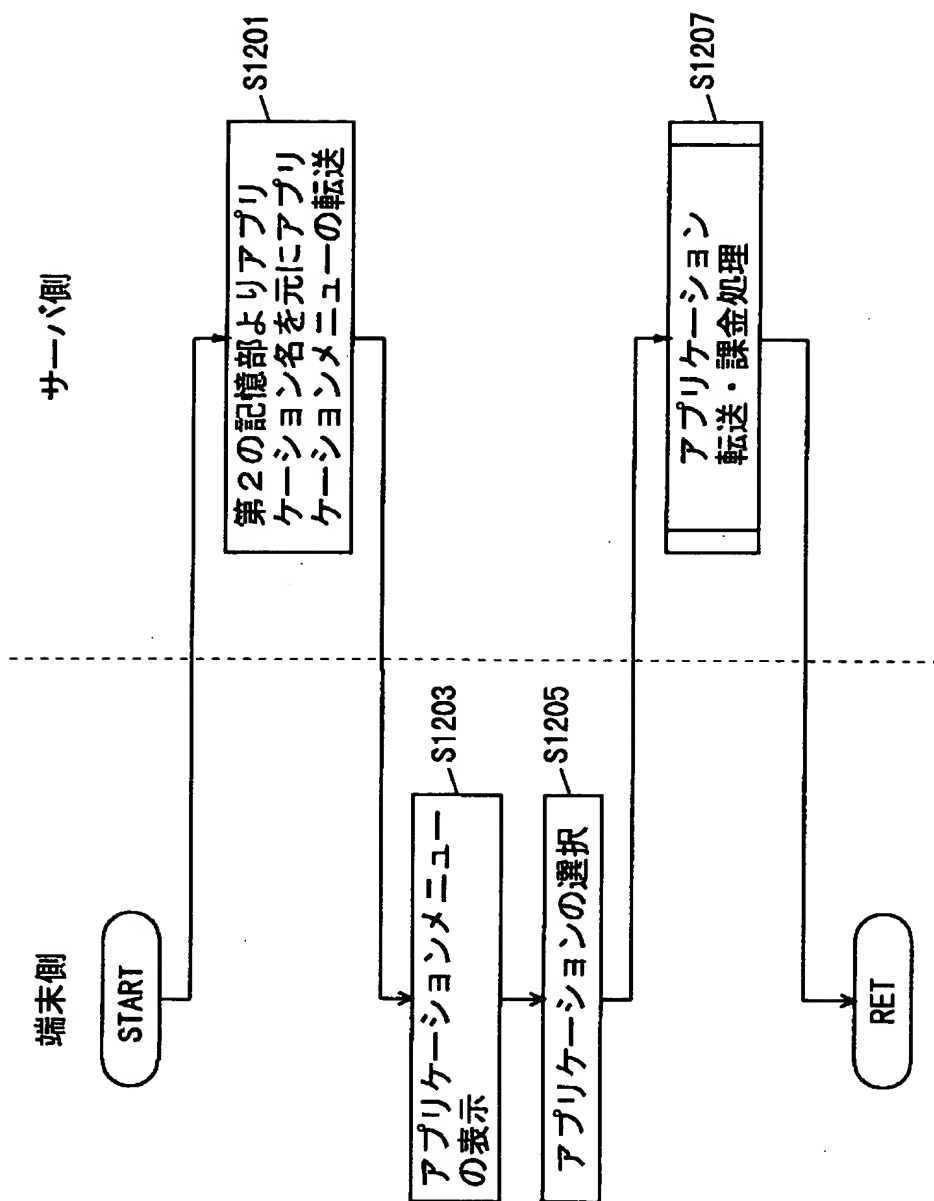 端末側
サーバ側
START
第2の記憶部よりアプリ
ケーション名を元にアプリ
ケーションメニューの転送
S1201
アプリケーションメニュー
の表示
S1203
アプリケーションの選択
S1205
アプリケーション
転送・課金処理
S1207
RET